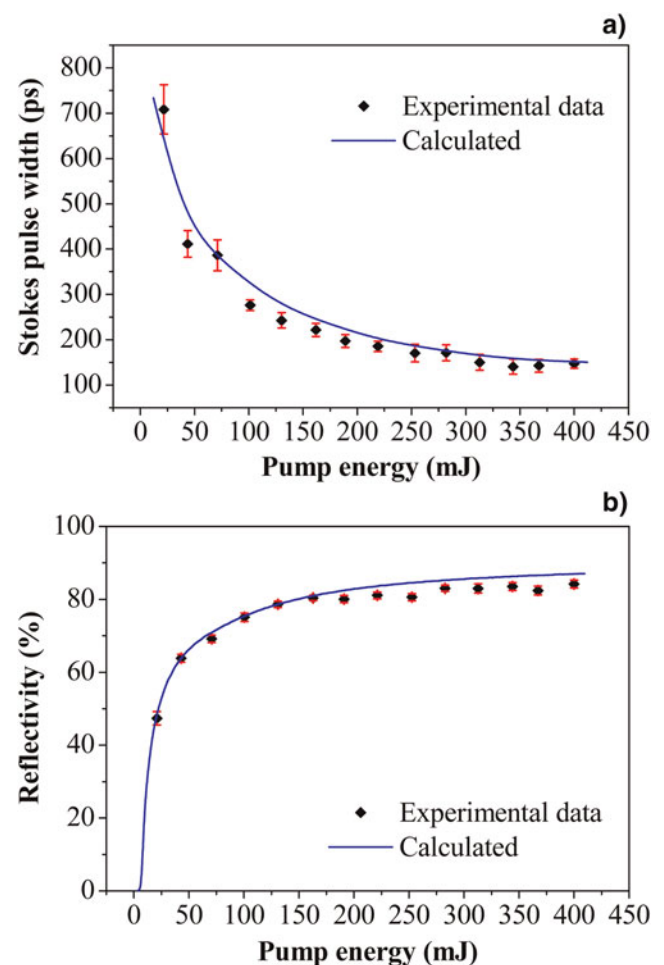 a)
800
700
600
500
400
300
200
100
Stokes pulse width (ps)
Experimental data
Calculated
0 50 100 150 200 250 300 350 400 450
Pump energy (mJ)
b)
100
80
60
40
20
0
Reflectivity (%)
Experimental data
Calculated
0 50 100 150 200 250 300 350 400 450
Pump energy (mJ)